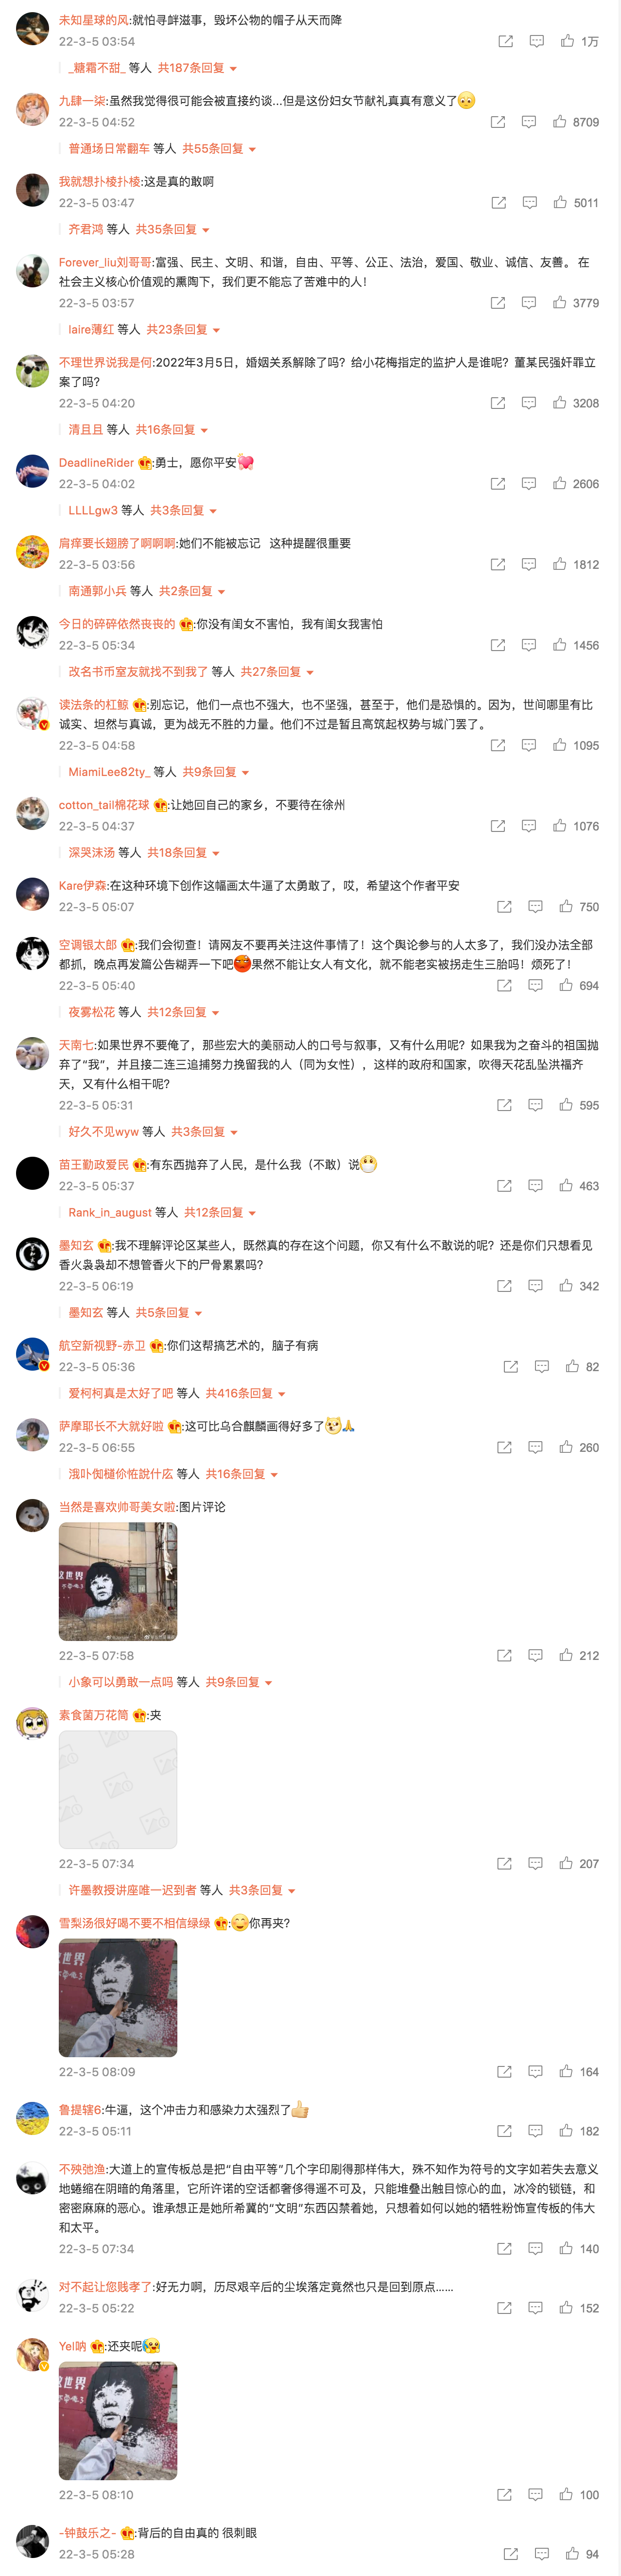 未知星球的风:就怕寻衅滋事，毁坏公物的帽子从天而降
22-3-5 03:54
1万
_糖霜不甜_ 等人 共187条回复
九肆一柒:虽然我觉得很可能会被直接约谈...但是这份妇女节献礼真真有意义了
22-3-5 04:52
8709
普通场日常翻车 等人 共55条回复
我就想扑棱扑棱:这是真的敢啊
22-3-5 03:47
5011
齐君鸿 等人 共35条回复
Forever_liu刘哥哥:富强、民主、文明、和谐，自由、平等、公正、法治，爱国、敬业、诚信、友善。 在
社会主义核心价值观的熏陶下，我们更不能忘了苦难中的人！
22-3-5 03:57
3779
laire薄红 等人 共23条回复
不理世界说我是何:2022年3月5日，婚姻关系解除了吗？给小花梅指定的监护人是谁呢？董某民强奸罪立
案了吗？
22-3-5 04:20
3208
清且且 等人 共16条回复
DeadlineRider :勇士，愿你平安
22-3-5 04:02
2606
LLLLgw3 等人 共3条回复
肩痒要长翅膀了啊啊啊:她们不能被忘记 这种提醒很重要
22-3-5 03:56
1812
南通郭小兵 等人 共2条回复
今日的碎碎依然丧丧的 :你没有闺女不害怕，我有闺女我害怕
22-3-5 05:34
1456
改名书币室友就找不到我了 等人 共27条回复
读法条的杠鲸 :别忘记，他们一点也不强大，也不坚强，甚至于，他们是恐惧的。因为，世间哪里有比
诚实、坦然与真诚，更为战无不胜的力量。他们不过是暂且高筑起权势与城门罢了。
22-3-5 04:58
1095
MiamiLee82ty_ 等人 共9条回复
cotton_tail棉花球 :让她回自己的家乡，不要待在徐州
22-3-5 04:37
1076
深哭沫汤 等人 共18条回复
Kare伊森:在这种环境下创作这幅画太牛逼了太勇敢了，哎，希望这个作者平安
22-3-5 05:07
750
空调银太郎 :我们会彻查！请网友不要再关注这件事情了！这个舆论参与的人太多了，我们没办法全部
都抓，晚点再发篇公告糊弄一下吧果然不能让女人有文化，就不能老实被拐走生三胎吗！烦死了！
22-3-5 05:40
694
夜雾松花 等人 共12条回复
天南七:如果世界不要俺了，那些宏大的美丽动人的口号与叙事，又有什么用呢？如果我为之奋斗的祖国抛
弃了“我”，并且接二连三追捕努力挽留我的人（同为女性），这样的政府和国家，吹得天花乱坠洪福齐
天，又有什么相干呢？
22-3-5 05:31
595
好久不见wyw 等人 共3条回复
苗王勤政爱民 :有东西抛弃了人民，是什么我（不敢）说
22-3-5 05:37
463
Rank_in_august 等人 共12条回复
墨知玄 :我不理解评论区某些人，既然真的存在这个问题，你又有什么不敢说的呢？还是你们只想看见
香火袅袅却不想管香火下的尸骨累累吗？
22-3-5 06:19
342
墨知玄 等人 共5条回复
航空新视野-赤卫 :你们这帮搞艺术的，脑子有病
22-3-5 05:36
82
爱柯柯真是太好了吧 等人 共416条回复
萨摩耶长不大就好啦 :这可比乌合麒麟画得好多了
22-3-5 06:55
260
等人 共16条回复
当然是喜欢帅哥美女啦:图片评论
这世界
不要俺了
22-3-5 07:58
212
小象可以勇敢一点吗 等人 共9条回复
素食菌万花筒 :夹
22-3-5 07:34
207
许墨教授讲座唯一迟到者 等人 共3条回复
雪梨汤很好喝不要不相信绿绿 :你再夹？
这世界
22-3-5 08:09
164
鲁提辖6:牛逼，这个冲击力和感染力太强烈了
22-3-5 05:11
182
不殃弛渔:大道上的宣传板总是把“自由平等”几个字印刷得那样伟大，殊不知作为符号的文字如若失去意义
地蜷缩在阴暗的角落里，它所许诺的空话都奢侈得遥不可及，只能堆叠出触目惊心的血，冰冷的锁链，和
密密麻麻的恶心。谁承想正是她所希冀的“文明”东西囚禁着她，只想着如何以她的牺牲粉饰宣传板的伟大
和太平。
22-3-5 07:34
140
对不起让您贱孝了:好无力啊，历尽艰辛后的尘埃落定竟然也只是回到原点......
22-3-5 05:22
152
Yel呐 :还夹呢
这世界
22-3-5 08:10
100
-钟鼓乐之- :背后的自由真的 很刺眼
22-3-5 05:28
94